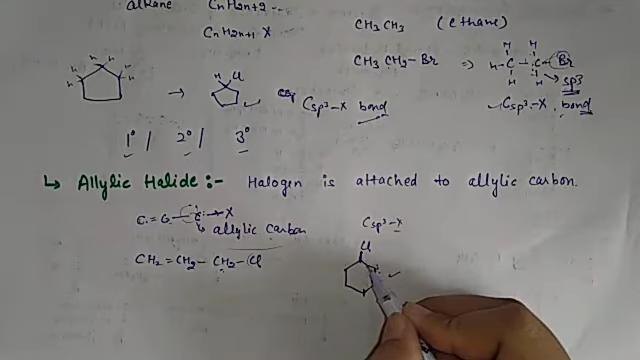 alkane CnH2n+2
CnH2n+1 X
CH3 CH3 (Ethane)
CH3 CH2-Br => H-C-C-Br
H H
H H
sp3
Cl
Csp³-X bond
Csp³-X. bond
1° / 2° / 3°
↳ Allylic Halide :- Halogen is attached to allylic carbon.
C=C-C-X
allylic carbon
Csp³-X
CH2=CH2-CH2-Cl
Cl